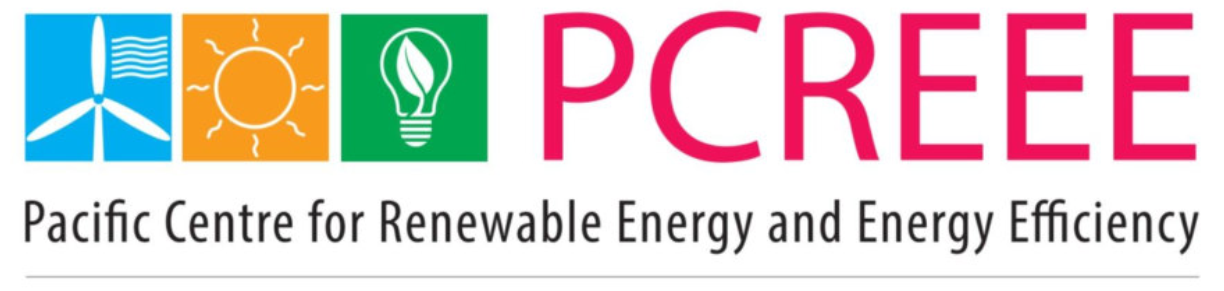 PCREEE
Pacific Centre for Renewable Energy and Energy Efficiency